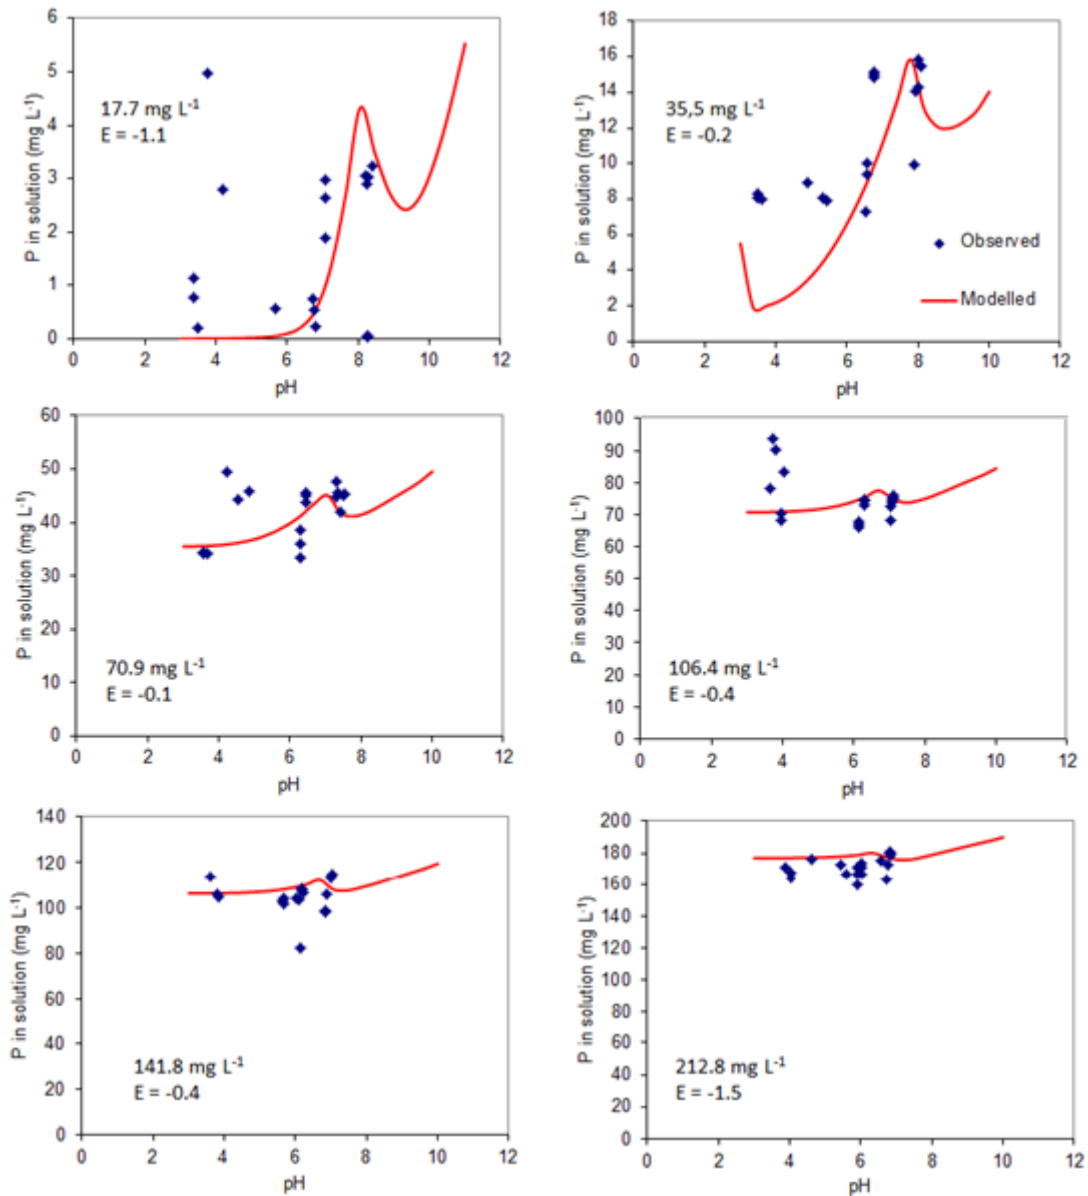 6
5
4
3
2
1
0
P in solution (mg L-1)
17.7 mg L-1
E = -1.1
0 2 4 6 8 10 12
pH
18
16
14
12
10
8
6
4
2
0
P in solution (mg L-1)
35,5 mg L-1
E = -0.2
Observed
Modelled
0 2 4 6 8 10 12
pH
60
50
40
30
20
10
0
P in solution (mg L-1)
70.9 mg L-1
E = -0.1
0 2 4 6 8 10 12
pH
100
90
80
70
60
50
40
30
20
10
0
P in solution (mg L-1)
106.4 mg L-1
E = -0.4
0 2 4 6 8 10 12
pH
140
120
100
80
60
40
20
0
P in solution (mg L-1)
141.8 mg L-1
E = -0.4
0 2 4 6 8 10 12
pH
200
180
160
140
120
100
80
60
40
20
0
P in solution (mg L-1)
212.8 mg L-1
E = -1.5
0 2 4 6 8 10 12
pH